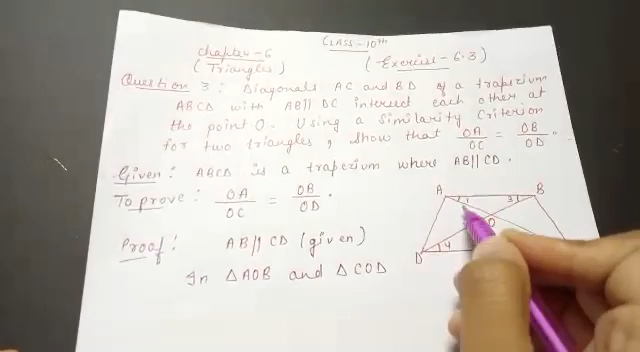 CLASS-10th
Chapter-6
(Triangles)
(Exercise-6.3)
Question 3: Diagonals AC and BD of a trapezium
ABCD with AB∥DC intersect each other at
the point O. Using a Similarity Criterion
for two triangles, show that OA/OC = OB/OD.
Given: ABCD is a trapezium where AB∥CD.
To prove: OA/OC = OB/OD.
Proof: AB∥CD (given)
In △AOB and △COD
A B
1 3
O
D 4